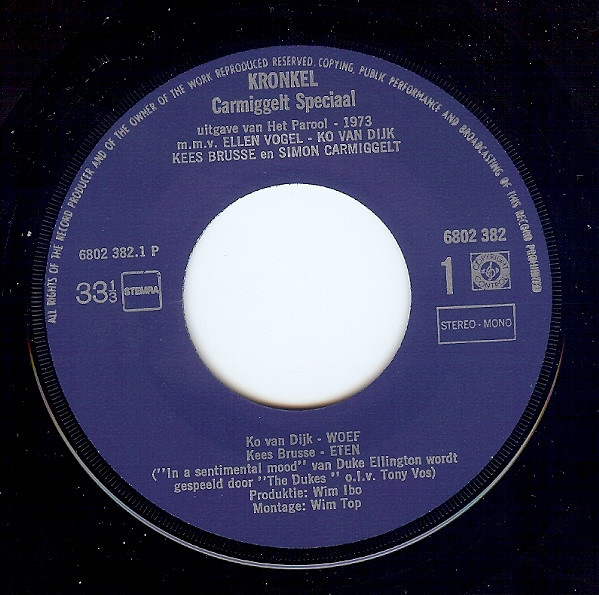 ALL RIGHTS OF THE RECORD PRODUCER AND OF THE OWNER OF THE WORK REPRODUCED RESERVED. COPYING, PUBLIC PERFORMANCE AND BROADCASTING OF THIS RECORD PROHIBITED
KRONKEL
Carmiggelt Speciaal
uitgave van Het Parool - 1973
m.m.v. ELLEN VOGEL - KO VAN DIJK
KEES BRUSSE en SIMON CARMIGGELT
6802 382.1 P
6802 382
33⅓
STEMRA
1
STEREO - MONO
Ko van Dijk - WOEF
Kees Brusse - ETEN
(''In a sentimental mood'' van Duke Ellington wordt
gespeeld door ''The Dukes '' o.l.v. Tony Vos)
Produktie: Wim Ibo
Montage: Wim Top